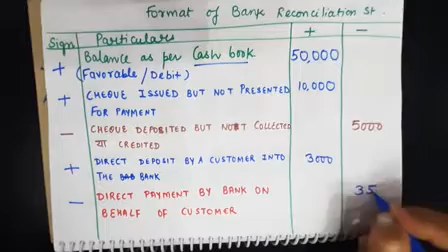 Format of Bank Reconciliation St.
Sign Particulars + −
+ Balance as per Cash book 50,000
(Favorable/Debit)
+ Cheque Issued but not Presented 10,000
for Payment
− Cheque Deposited but not Collected 5000
या Credited
+ Direct Deposit by a Customer into 3000
the Bank
− Direct Payment by Bank on 35
Behalf of Customer